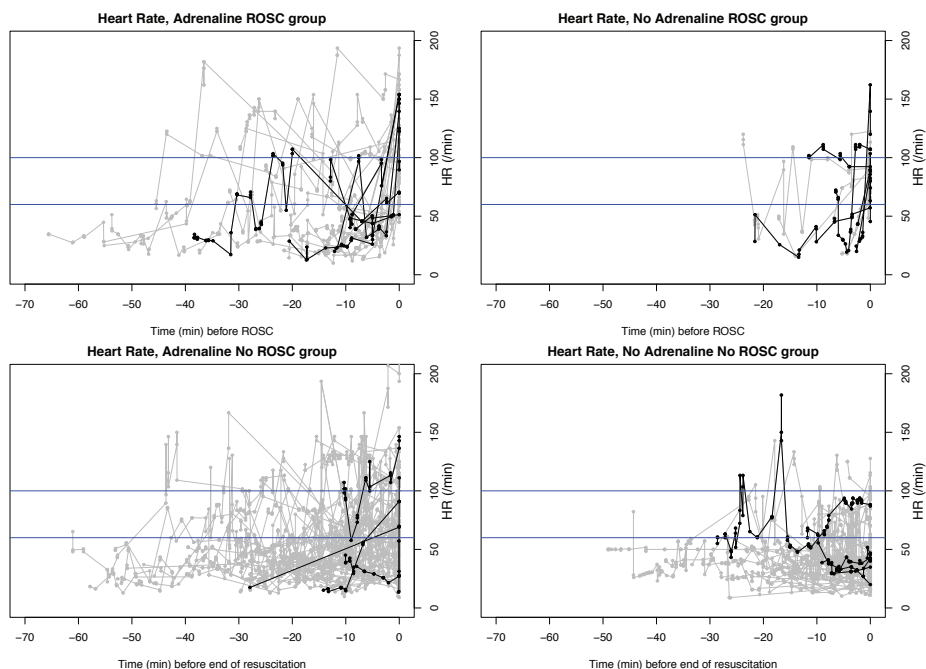 Heart Rate, Adrenaline ROSC group
200
150
100
50
0
HR (/min)
−70 −60 −50 −40 −30 −20 −10 0
Time (min) before ROSC
Heart Rate, No Adrenaline ROSC group
200
150
100
50
0
HR (/min)
−70 −60 −50 −40 −30 −20 −10 0
Time (min) before ROSC
Heart Rate, Adrenaline No ROSC group
200
150
100
50
0
HR (/min)
−70 −60 −50 −40 −30 −20 −10 0
Time (min) before end of resuscitation
Heart Rate, No Adrenaline No ROSC group
200
150
100
50
0
HR (/min)
−70 −60 −50 −40 −30 −20 −10 0
Time (min) before end of resuscitation